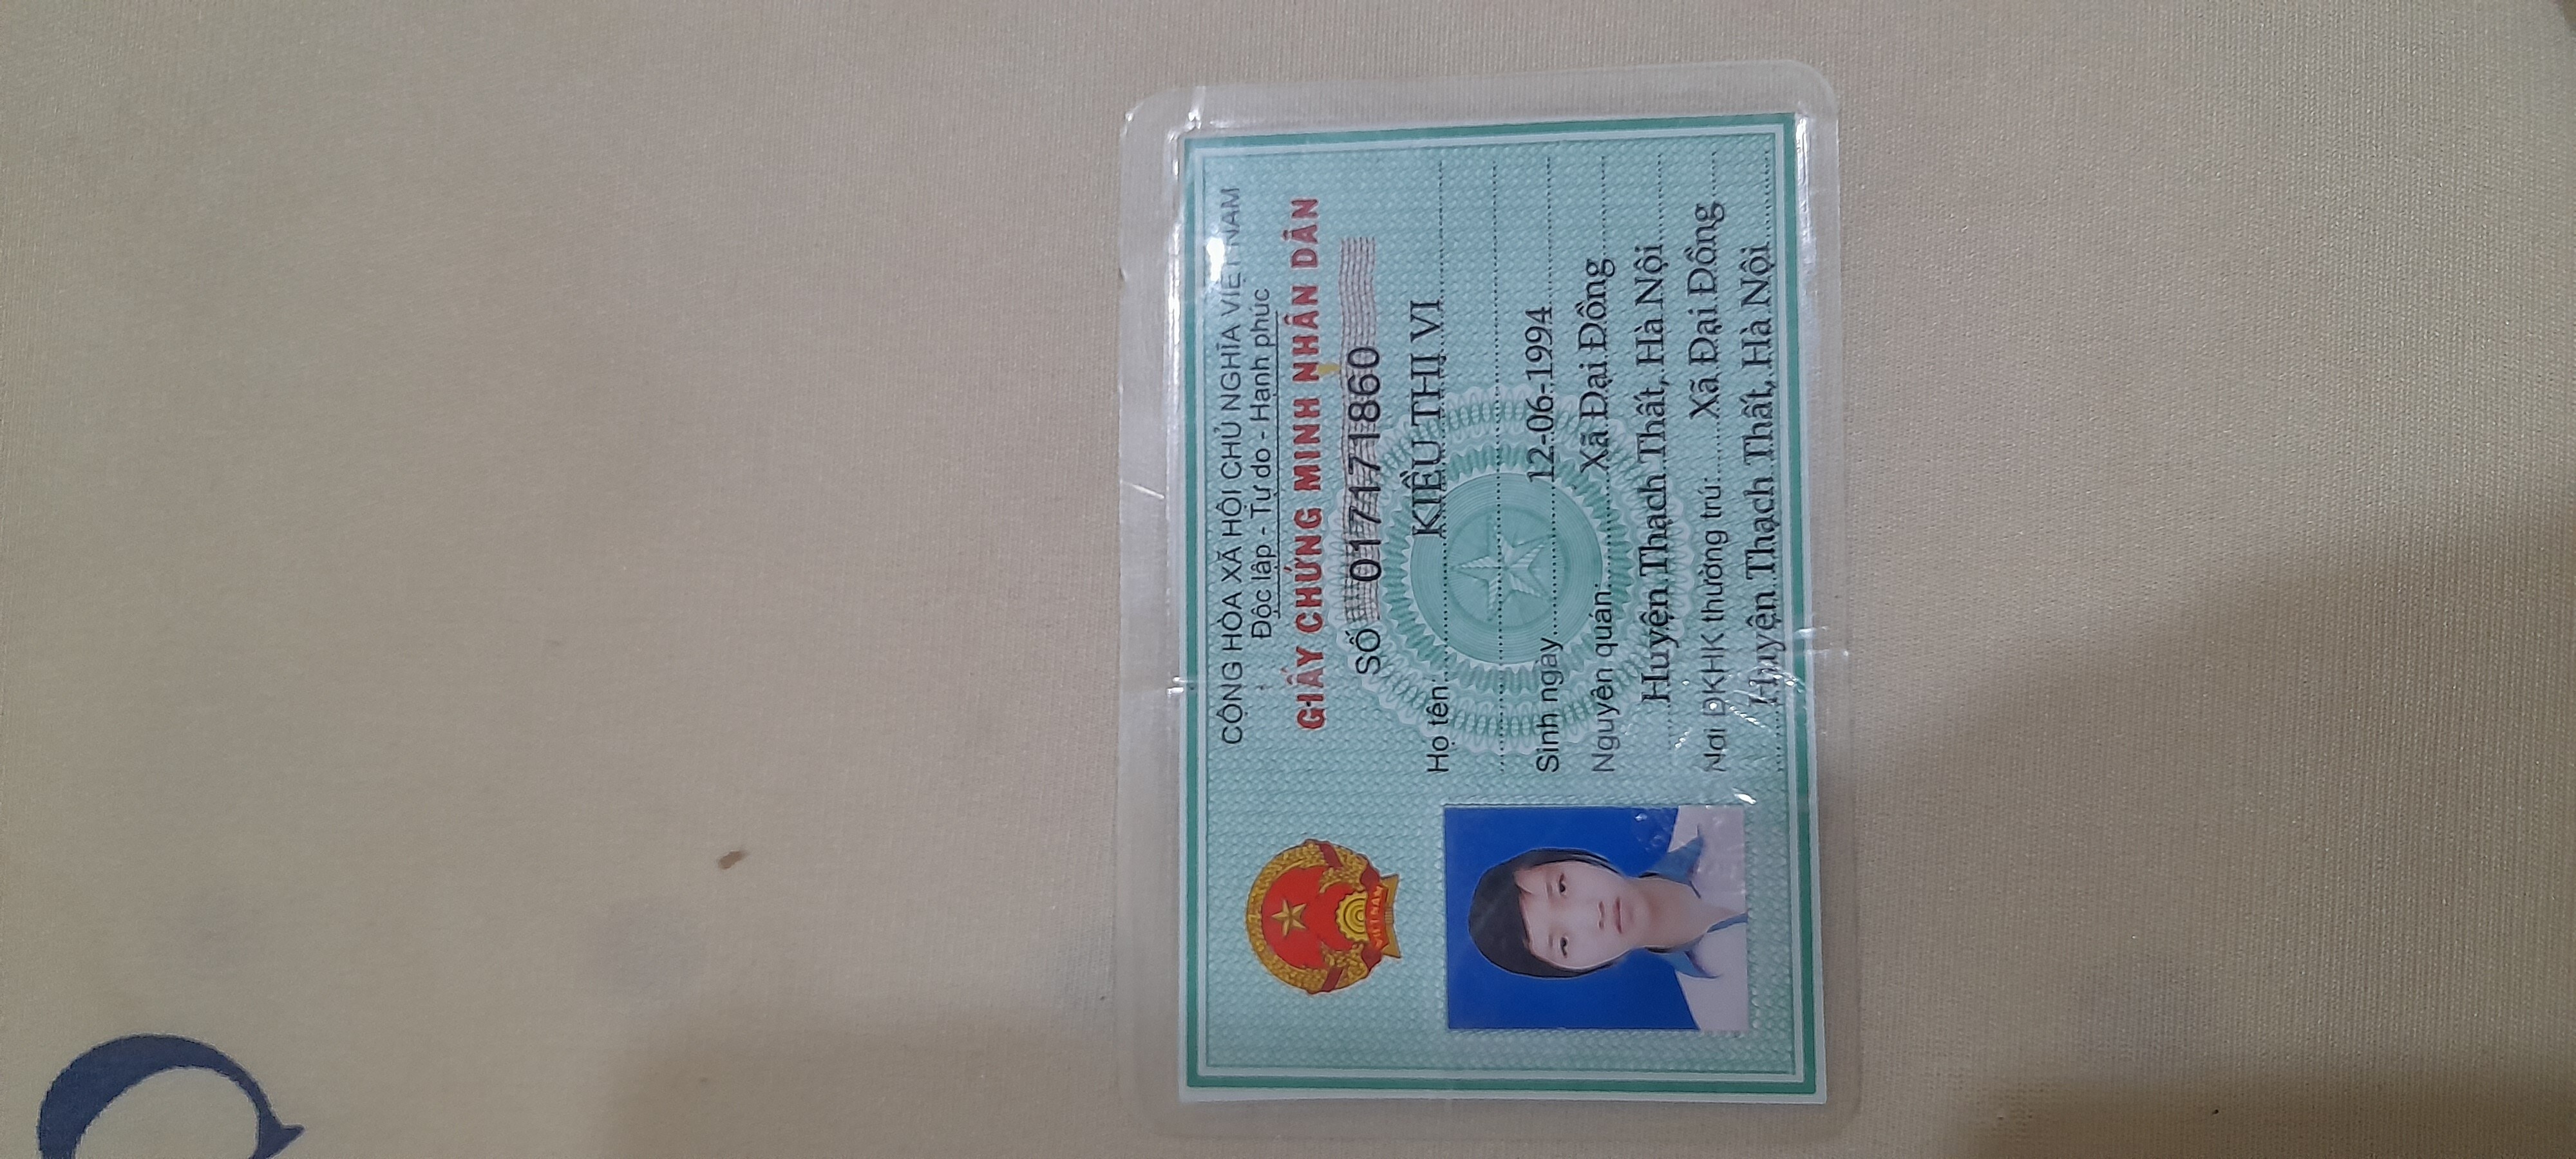 CỘNG HÒA XÃ HỘI CHỦ NGHĨA VIỆT NAM
Độc lập - Tự do - Hạnh phúc
GIẤY CHỨNG MINH NHÂN DÂN
SỐ 017171860
Họ tên: KIỀU THỊ VI
Sinh ngày 12-06-1994
Nguyên quán: Xã Đại Đồng
Huyện Thạch Thất, Hà Nội
Nơi ĐKHK thường trú: Xã Đại Đồng
Huyện Thạch Thất, Hà Nội
VIỆT NAM